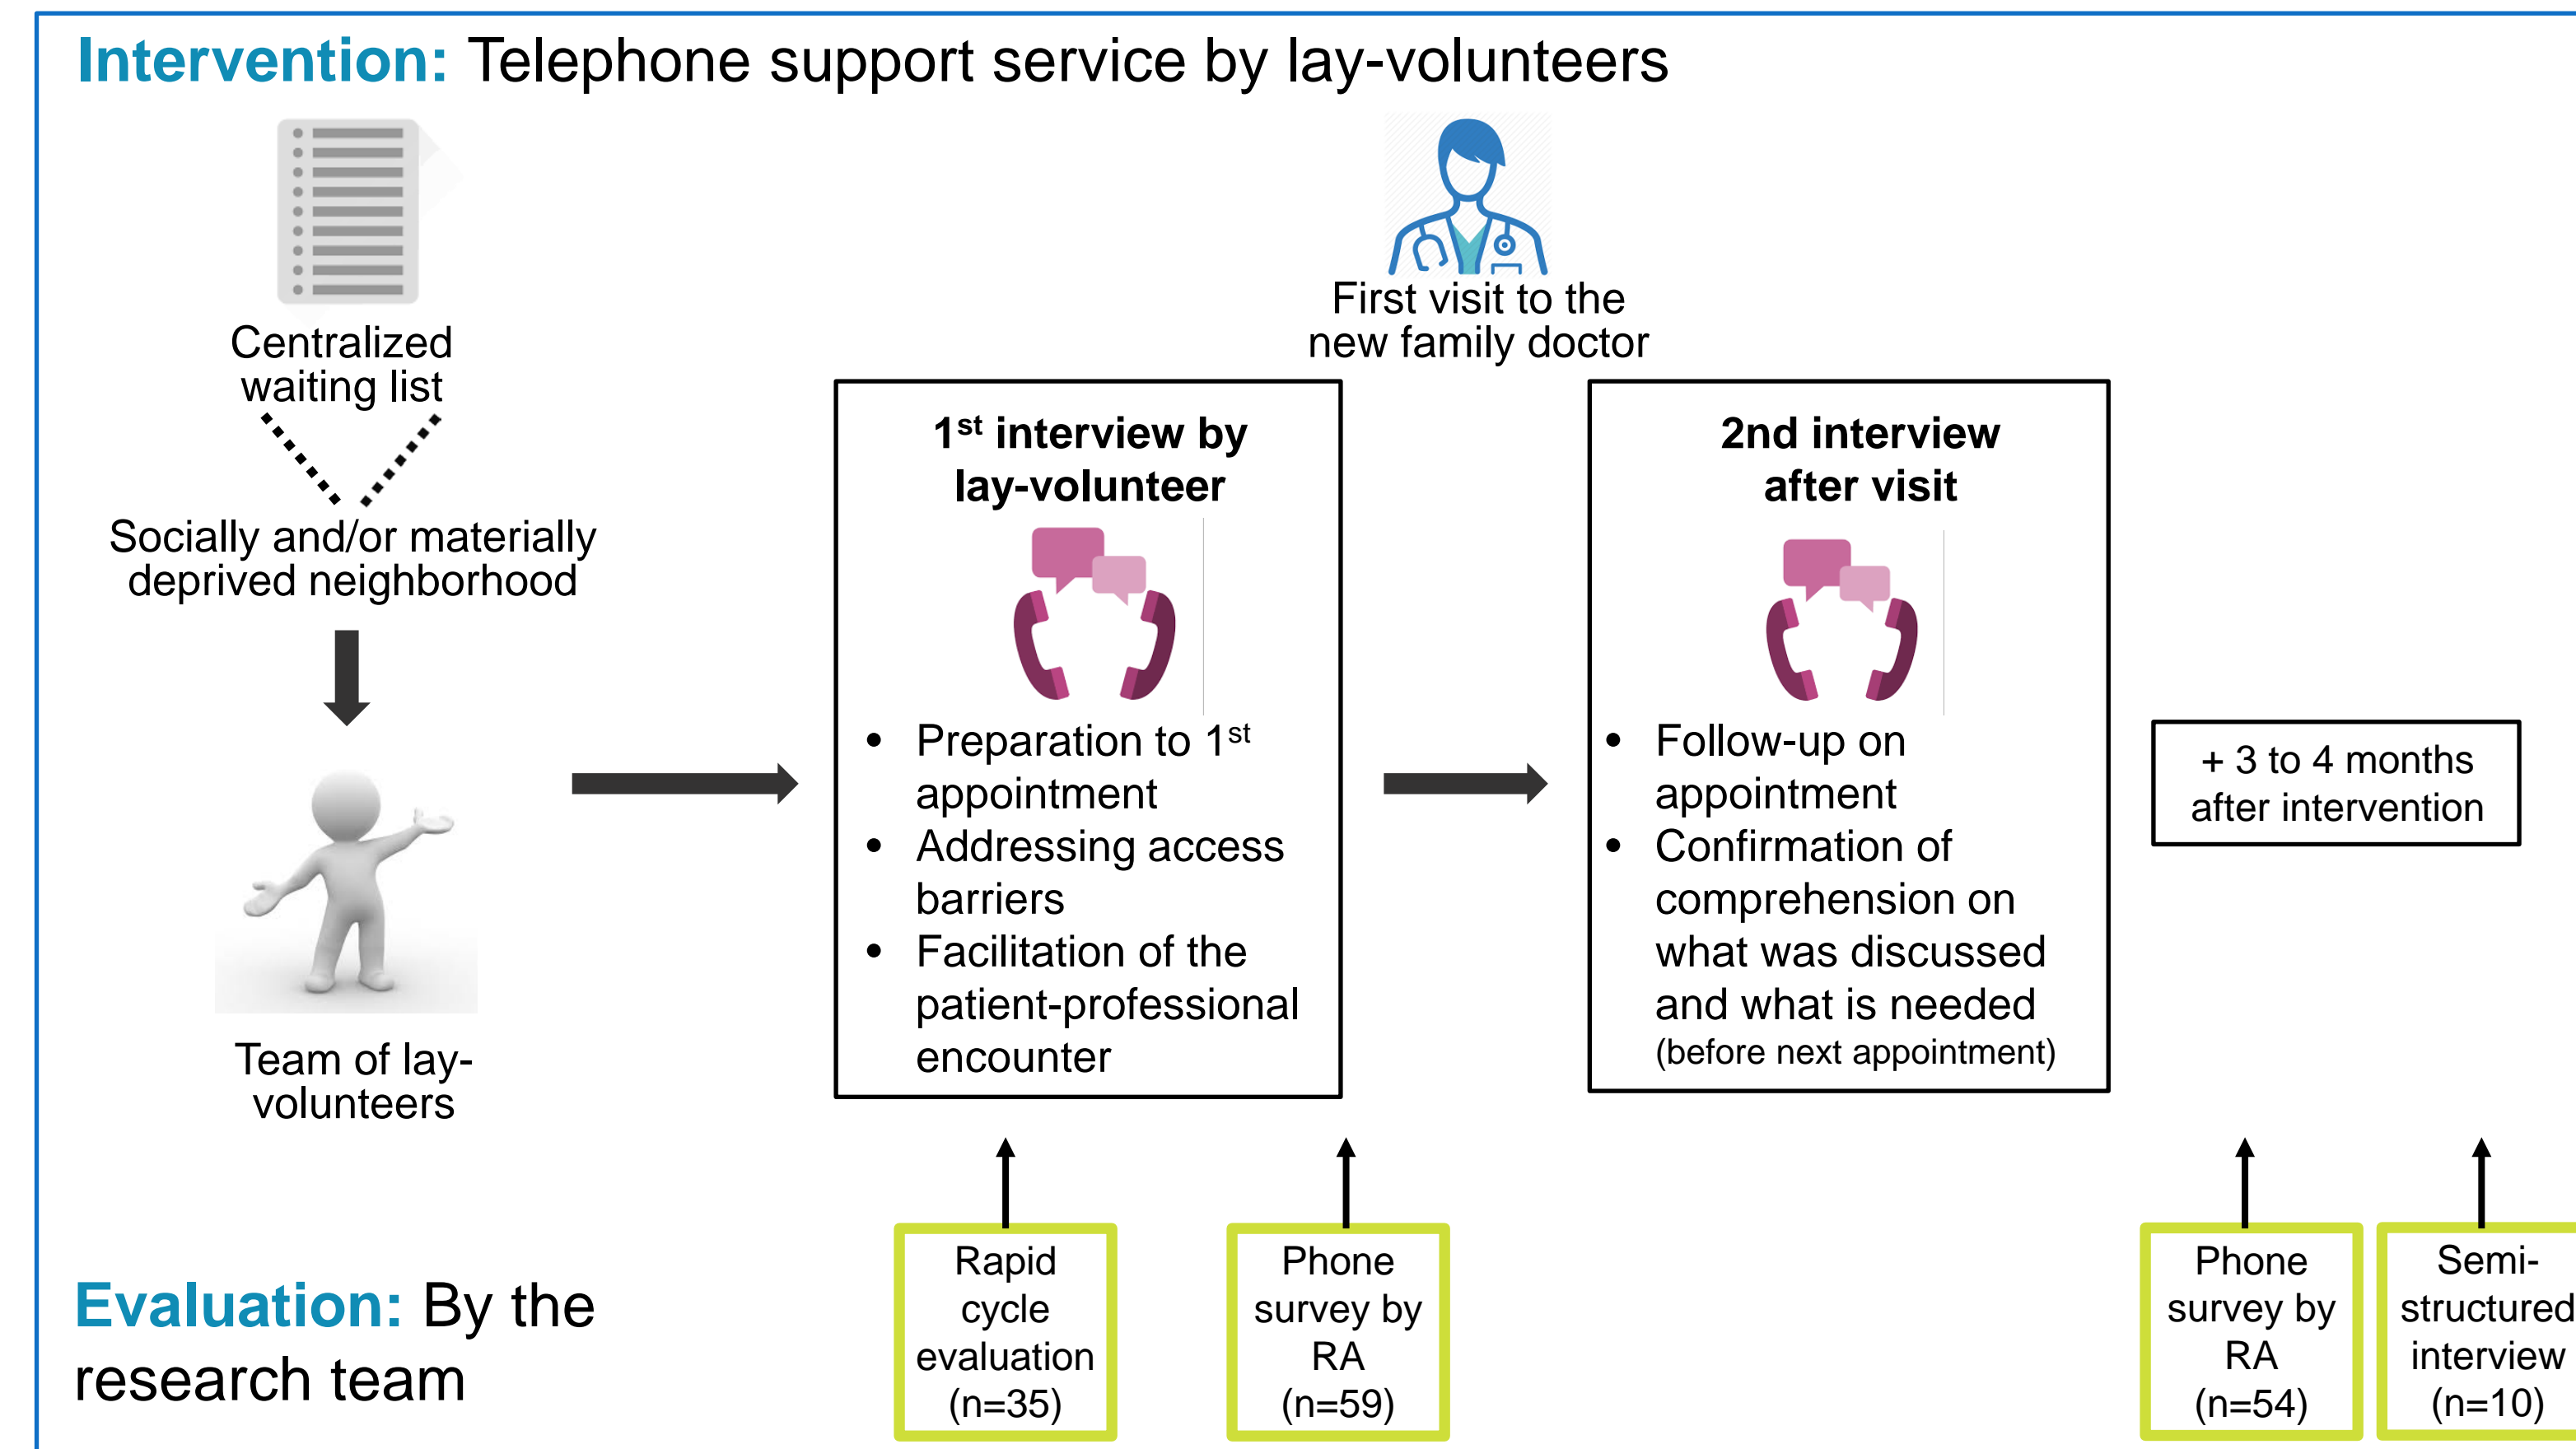 Intervention: Telephone support service by lay-volunteers
Centralized
waiting list
Socially and/or materially
deprived neighborhood
Team of lay-
volunteers
First visit to the
new family doctor
1st interview by
lay-volunteer
• Preparation to 1st
appointment
• Addressing access
barriers
• Facilitation of the
patient-professional
encounter
2nd interview
after visit
• Follow-up on
appointment
• Confirmation of
comprehension on
what was discussed
and what is needed
(before next appointment)
+ 3 to 4 months
after intervention
Evaluation: By the
research team
Rapid
cycle
evaluation
(n=35)
Phone
survey by
RA
(n=59)
Phone
survey by
RA
(n=54)
Semi-
structured
interview
(n=10)